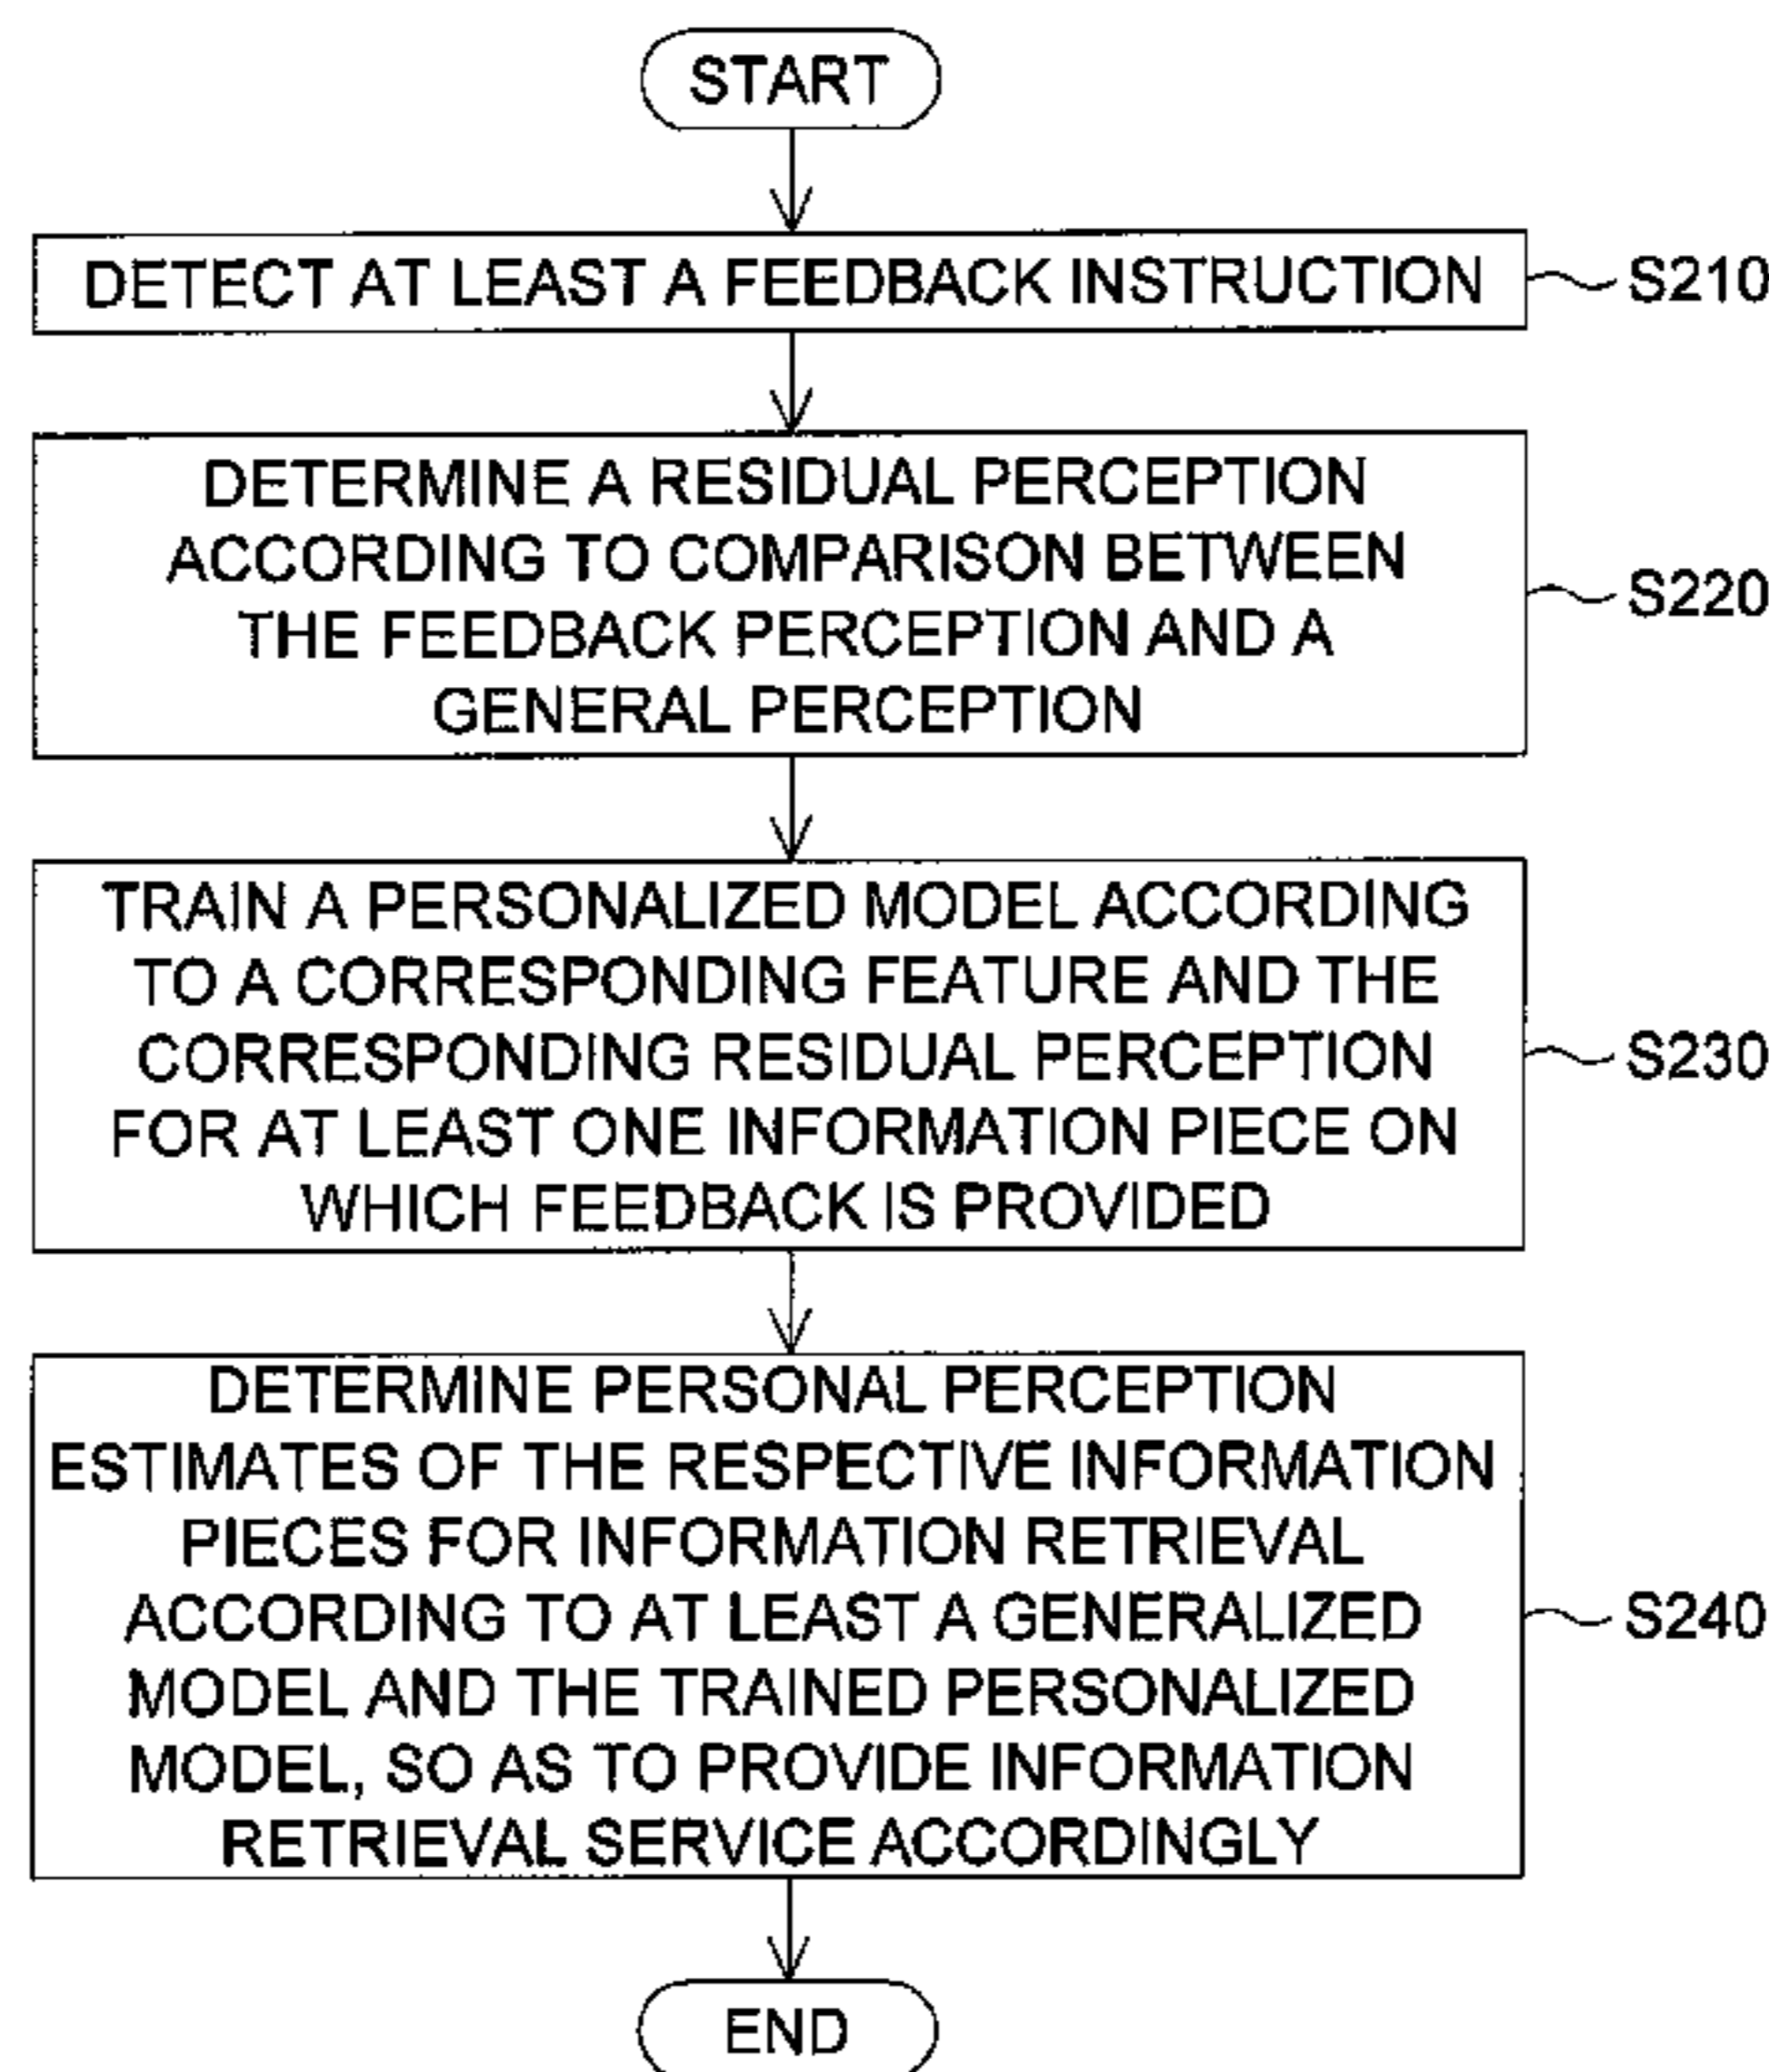 START
DETECT AT LEAST A FEEDBACK INSTRUCTION
S210
DETERMINE A RESIDUAL PERCEPTION
ACCORDING TO COMPARISON BETWEEN
THE FEEDBACK PERCEPTION AND A
GENERAL PERCEPTION
S220
TRAIN A PERSONALIZED MODEL ACCORDING
TO A CORRESPONDING FEATURE AND THE
CORRESPONDING RESIDUAL PERCEPTION
FOR AT LEAST ONE INFORMATION PIECE ON
WHICH FEEDBACK IS PROVIDED
S230
DETERMINE PERSONAL PERCEPTION
ESTIMATES OF THE RESPECTIVE INFORMATION
PIECES FOR INFORMATION RETRIEVAL
ACCORDING TO AT LEAST A GENERALIZED
MODEL AND THE TRAINED PERSONALIZED
MODEL, SO AS TO PROVIDE INFORMATION
RETRIEVAL SERVICE ACCORDINGLY
S240
END